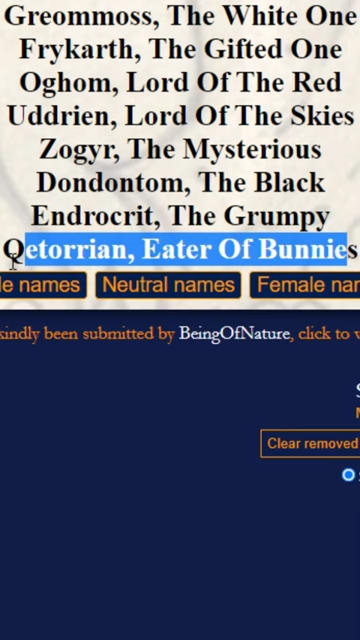 Greommoss, The White One
Frykarth, The Gifted One
Oghom, Lord Of The Red
Uddrien, Lord Of The Skies
Zogyr, The Mysterious
Dondontom, The Black
Endrocrit, The Grumpy
Qetorrian, Eater Of Bunnies
le names Neutral names Female nar
kindly been submitted by BeingOfNature, click to v
Clear removed